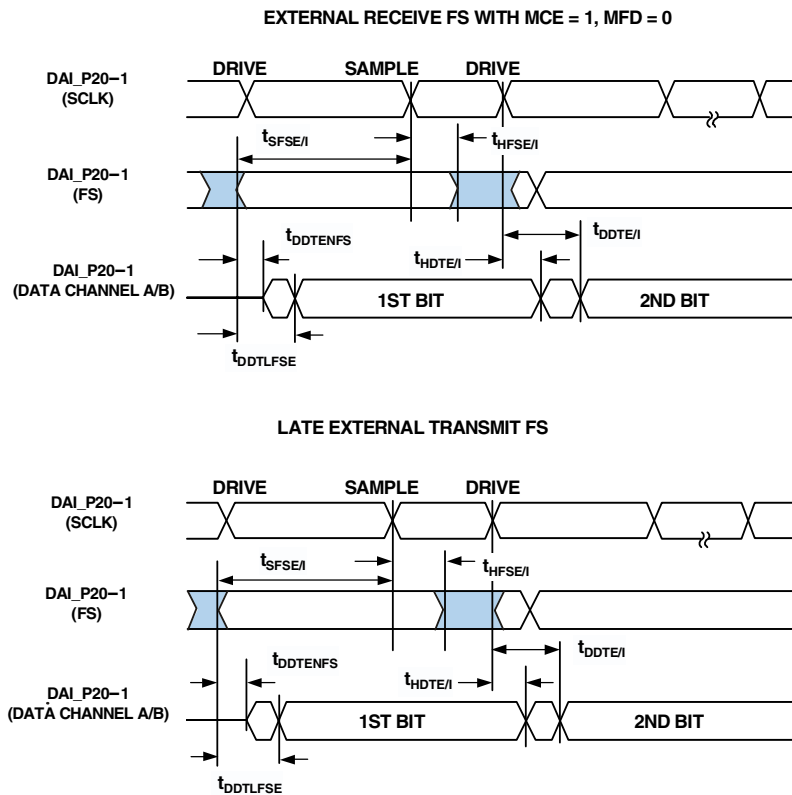 EXTERNAL RECEIVE FS WITH MCE = 1, MFD = 0
DRIVE SAMPLE DRIVE
DAI_P20–1
(SCLK)
tSFSE/I
tHFSE/I
DAI_P20–1
(FS)
tDDTENFS
tDDTE/I
tHDTE/I
DAI_P20–1
(DATA CHANNEL A/B)
1ST BIT 2ND BIT
tDDTLFSE
LATE EXTERNAL TRANSMIT FS
DRIVE SAMPLE DRIVE
DAI_P20–1
(SCLK)
tSFSE/I
tHFSE/I
DAI_P20–1
(FS)
tDDTENFS
tDDTE/I
tHDTE/I
DAI_P20–1
(DATA CHANNEL A/B)
1ST BIT 2ND BIT
tDDTLFSE